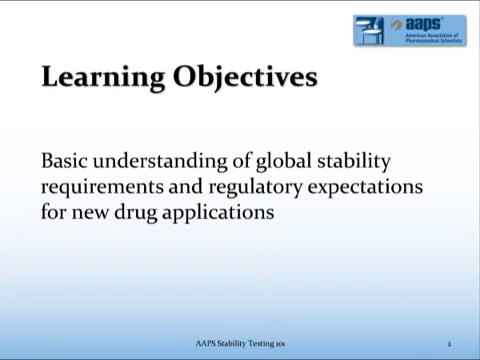 aaps
American Association of
Pharmaceutical Scientists
Learning Objectives
Basic understanding of global stability
requirements and regulatory expectations
for new drug applications
AAPS Stability Testing 101
2